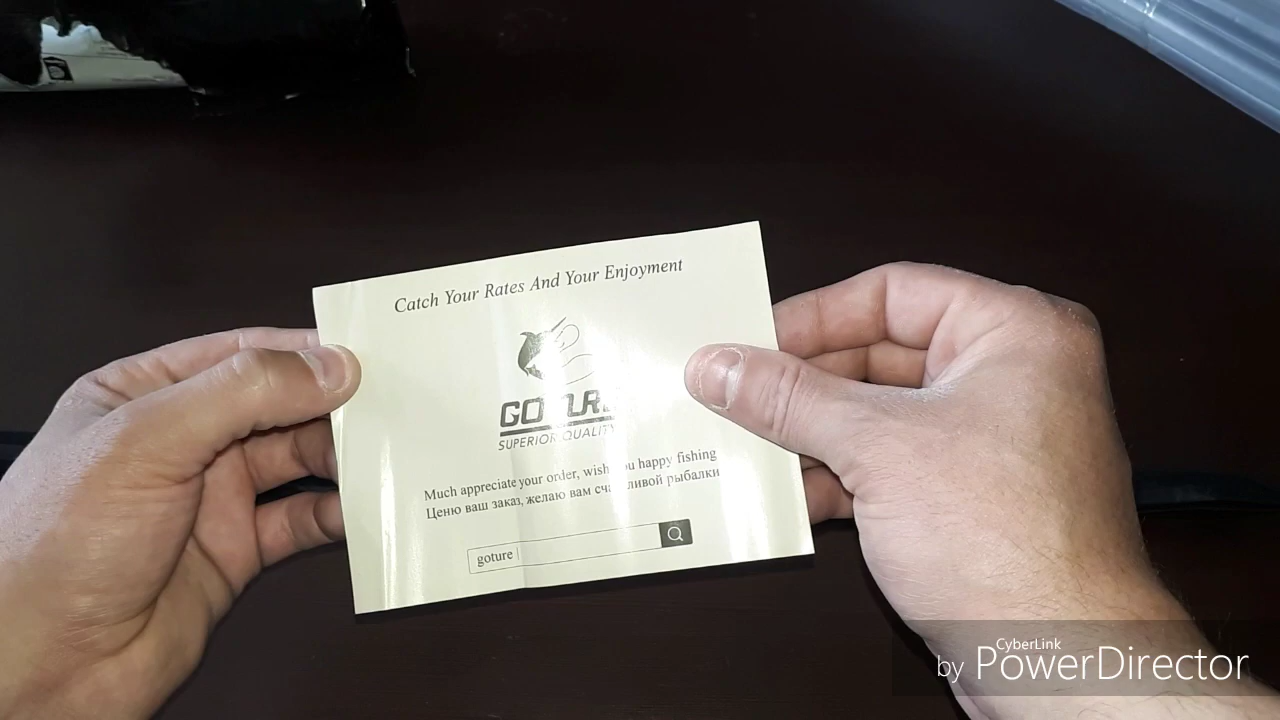 Catch Your Rates And Your Enjoyment
SUPERIOR QUALITY
Much appreciate your order, wish you happy fishing
Ценю ваш заказ, желаю вам счастливой рыбалки
goture
CyberLink
by PowerDirector